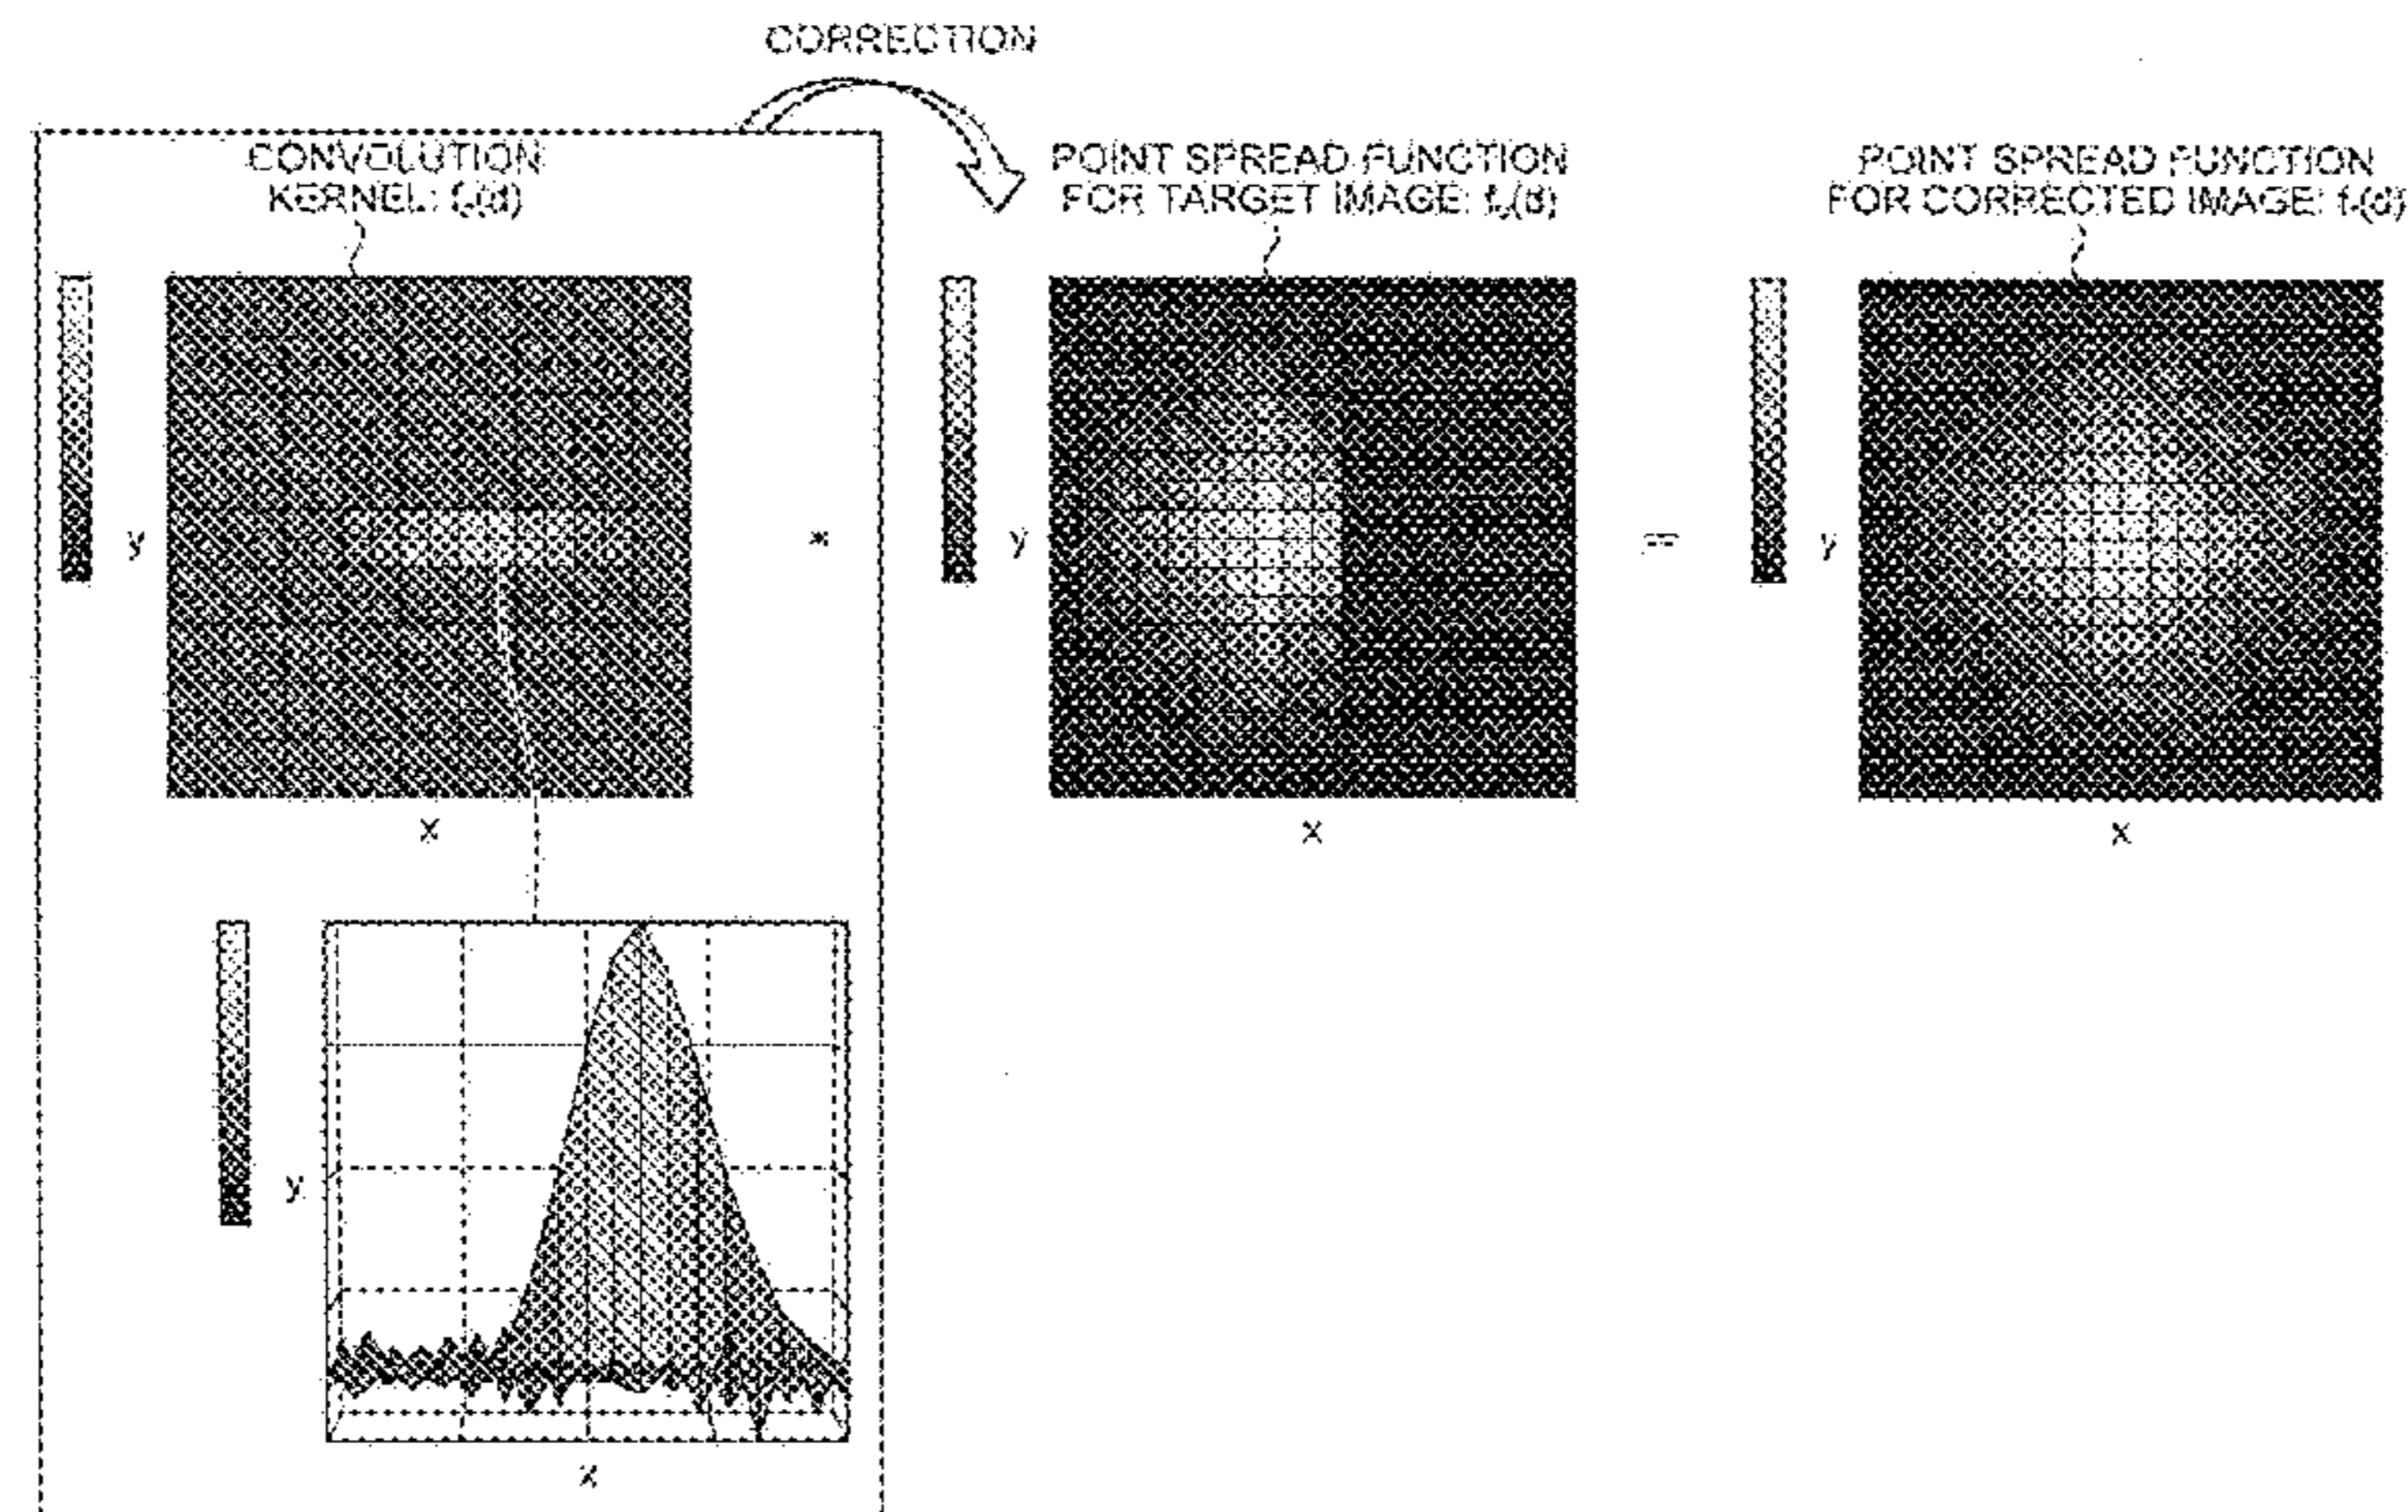 CORRECTION
CONVOLUTION
KERNEL:
POINT SPREAD FUNCTION
FOR TARGET IMAGE:
POINT SPREAD FUNCTION
FOR CORRECTED IMAGE:
y
*
y
=
y
x
x
x
y
x